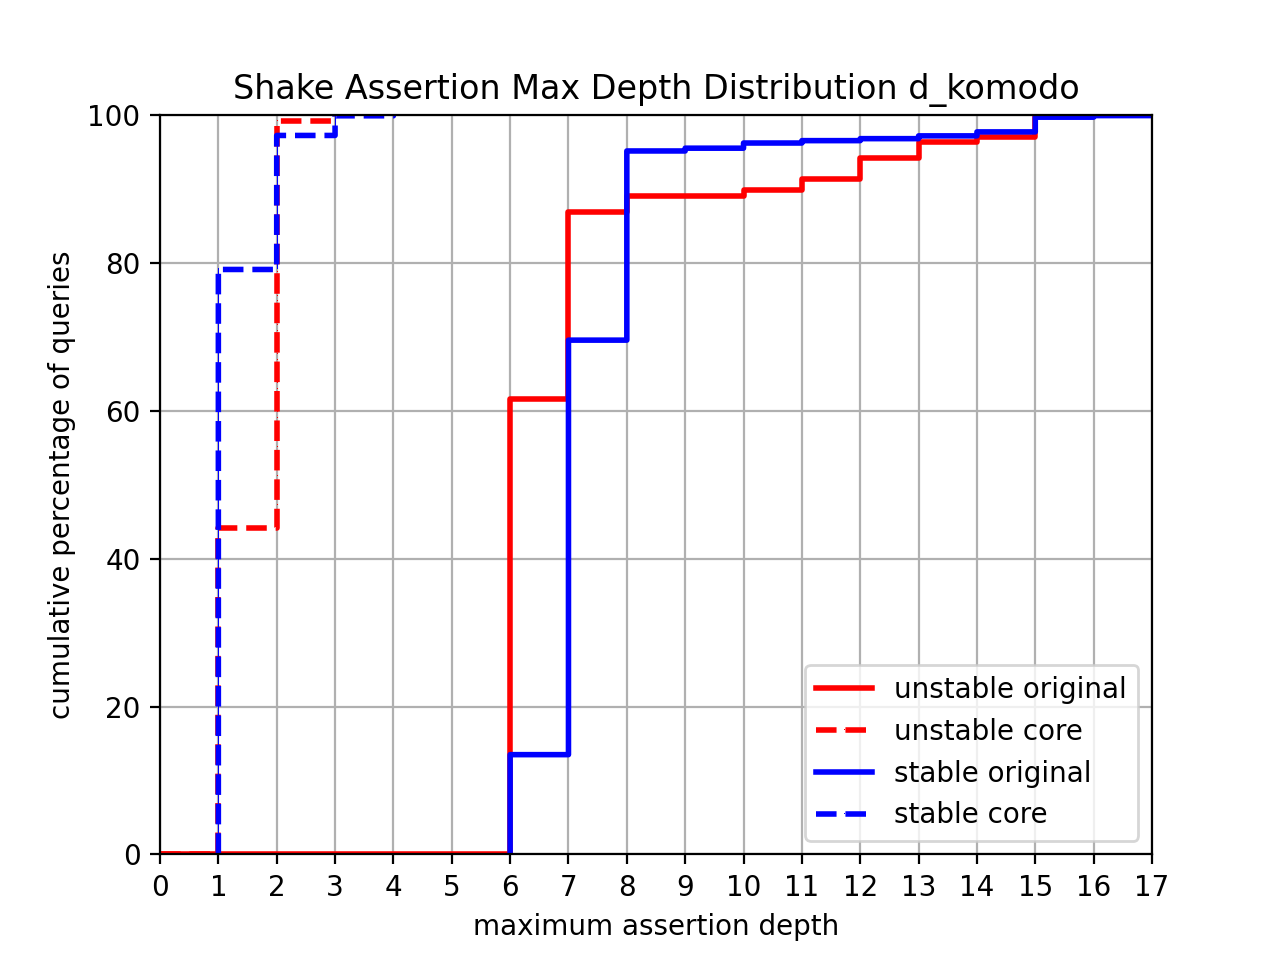 Shake Assertion Max Depth Distribution d_komodo
100
80
60
40
20
0
cumulative percentage of queries
0 1 2 3 4 5 6 7 8 9 10 11 12 13 14 15 16 17
maximum assertion depth
unstable original
unstable core
stable original
stable core